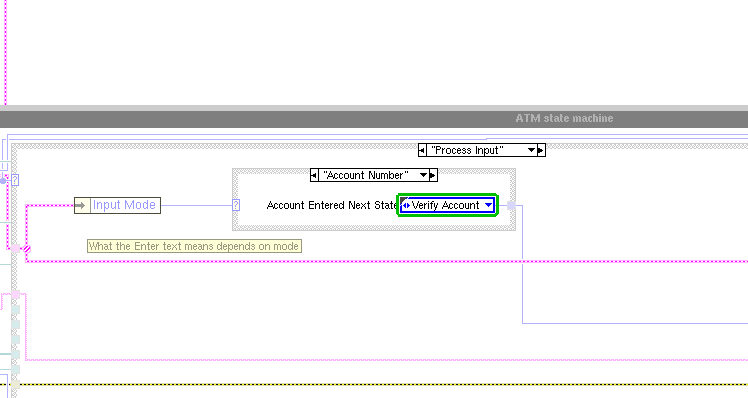 ATM state machine
"Process Input"
"Account Number"
?
Input Mode
?
Account Entered Next State
Verify Account
What the Enter text means depends on mode